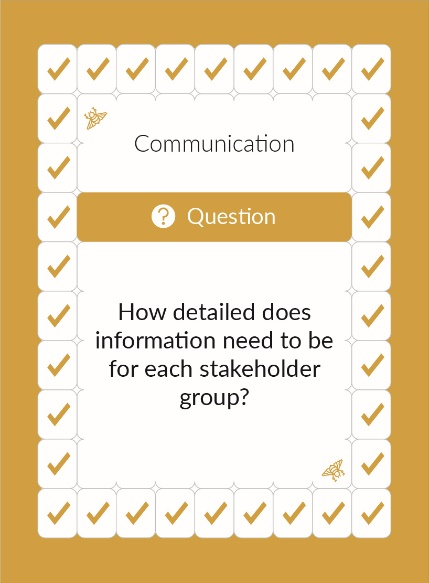 Communication
? Question
How detailed does
information need to be
for each stakeholder
group?